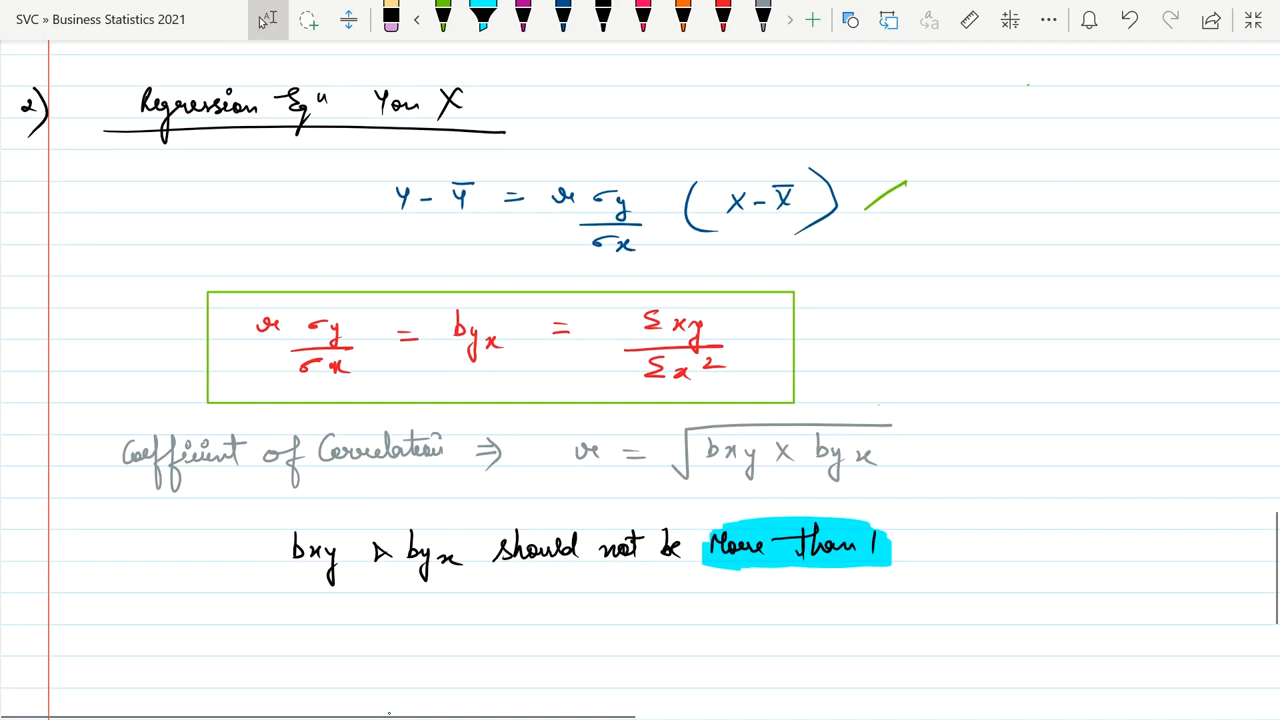 SVC » Business Statistics 2021
2) Regression Eqn Y on X
Y - Y̅ = r σy/σx (X - X̅)
r σy/σx = byx = Σxy/Σx²
Coefficient of Correlation ⇒ r = √bxy × byx
bxy & byx should not be More than 1